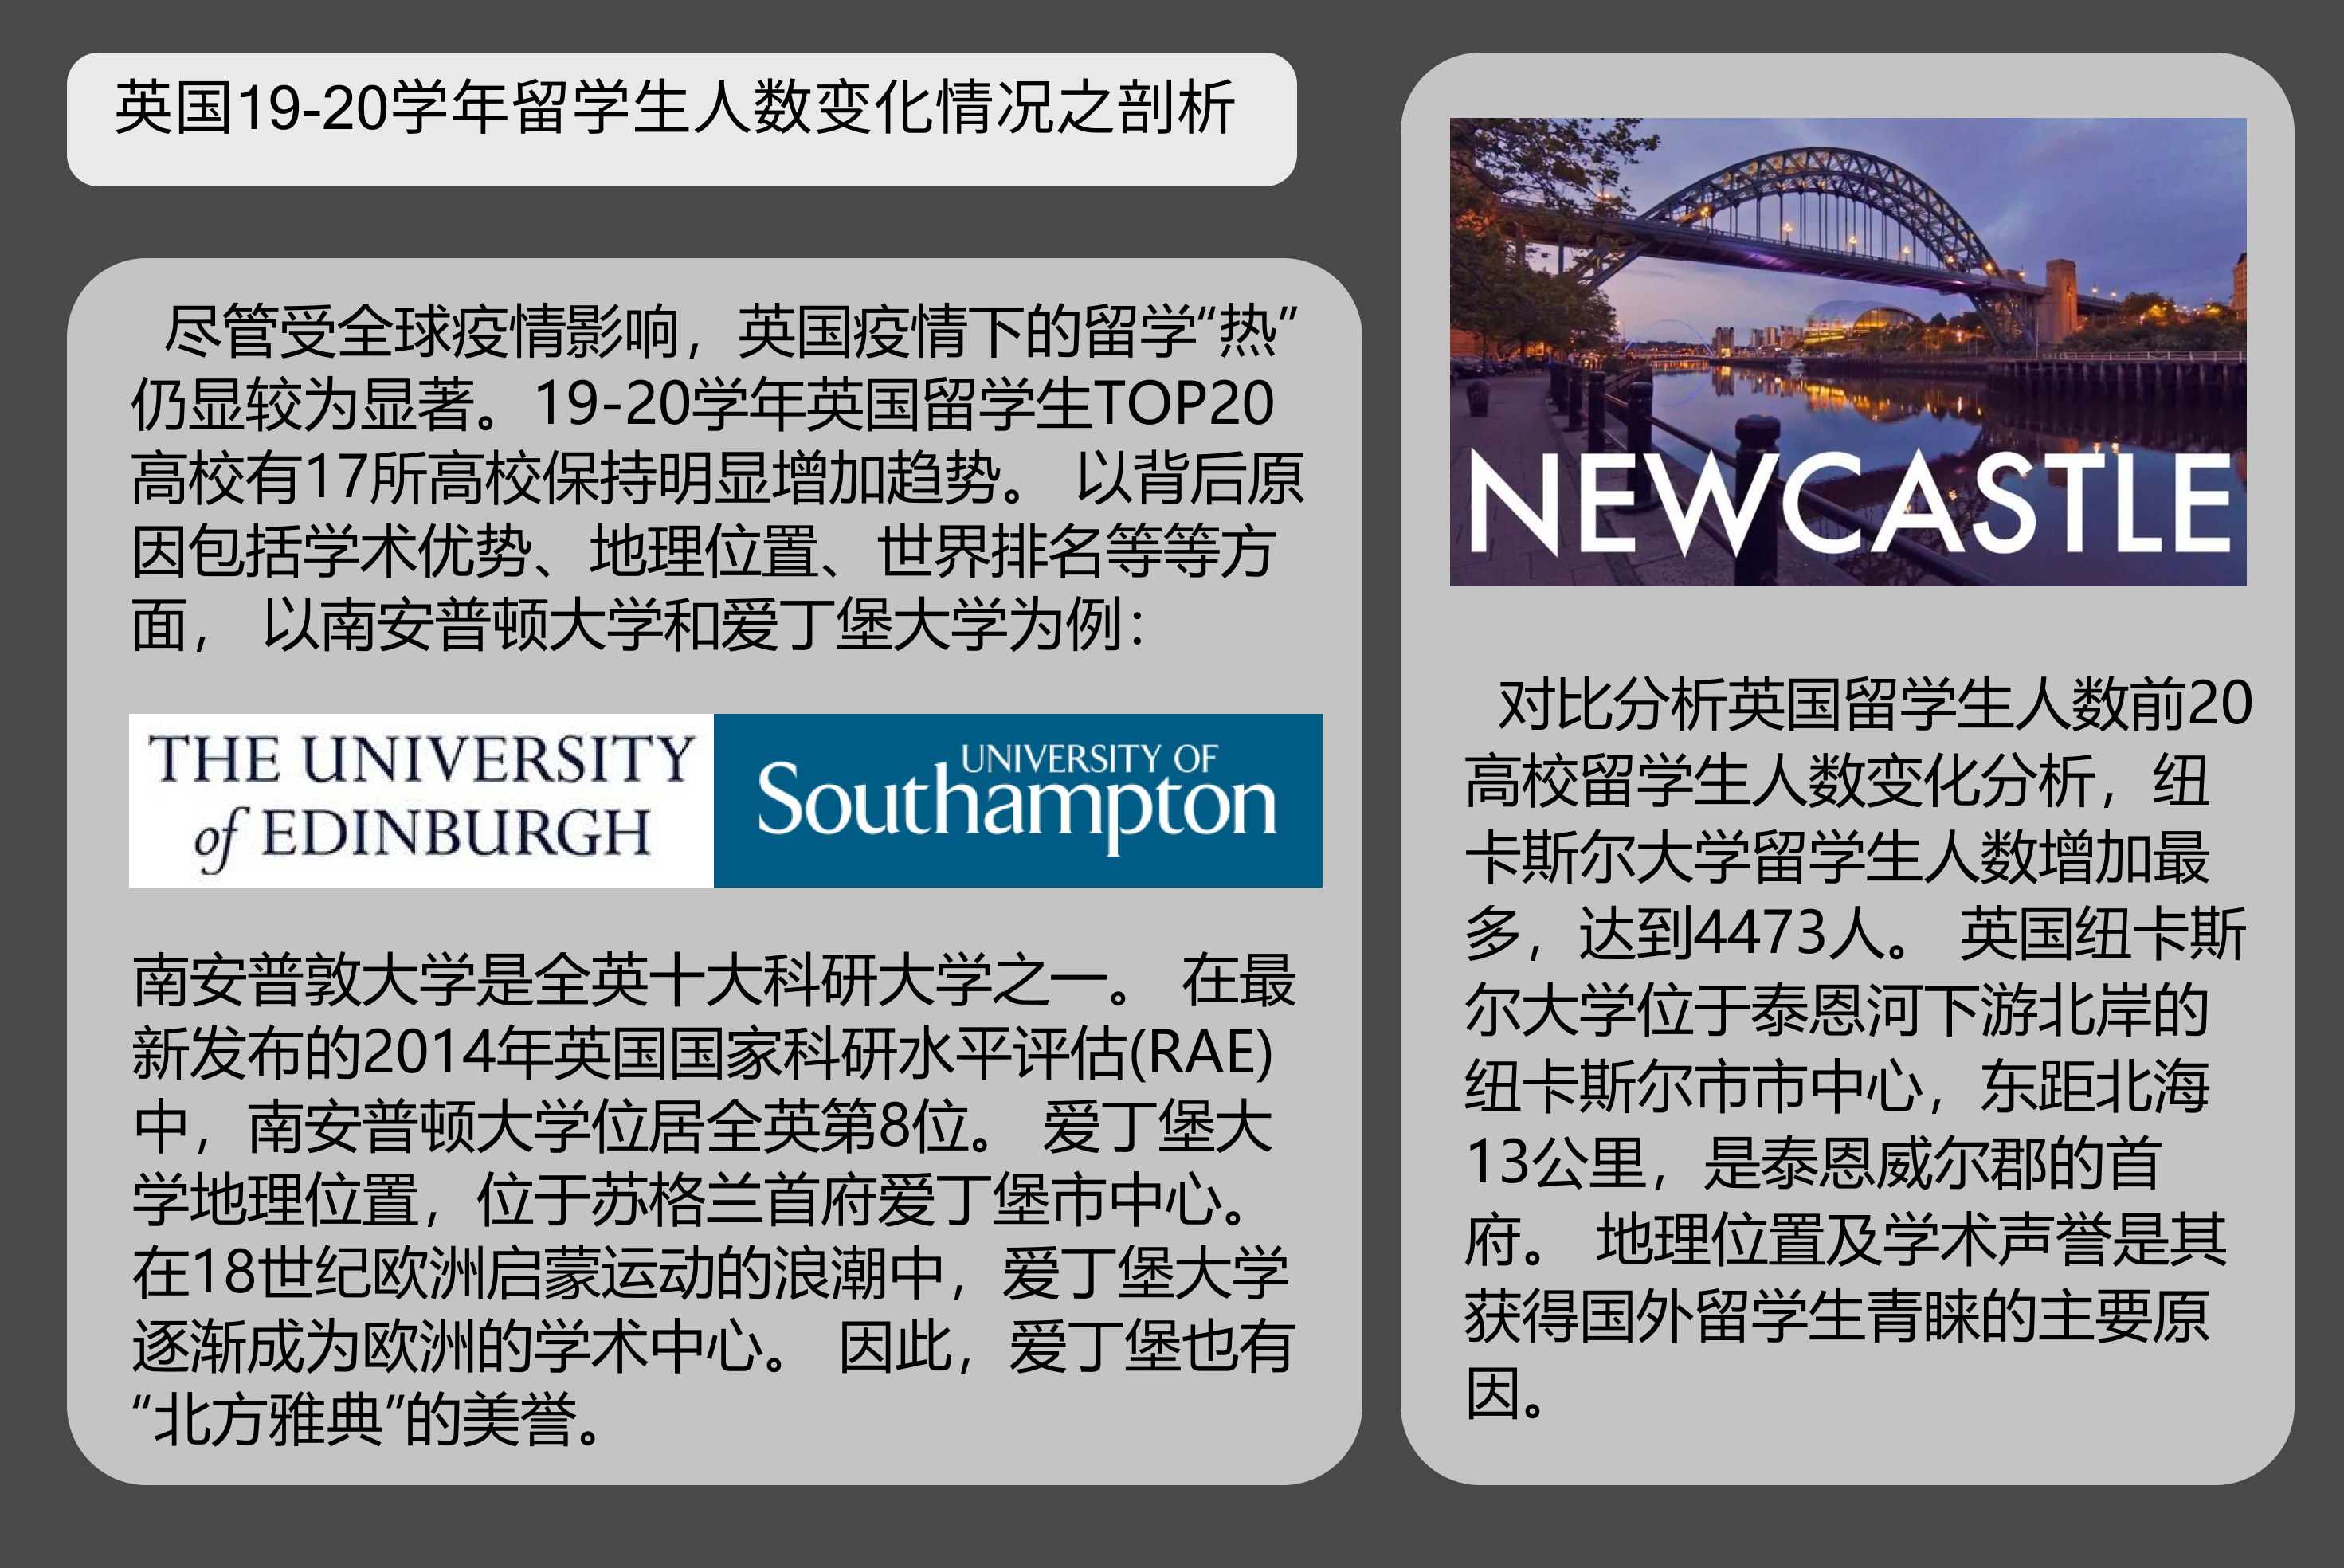 英国19-20学年留学生人数变化情况之剖析
尽管受全球疫情影响，英国疫情下的留学“热”
仍显较为显著。19-20学年英国留学生TOP20
高校有17所高校保持明显增加趋势。 以背后原
因包括学术优势、 地理位置、 世界排名等等方
面， 以南安普顿大学和爱丁堡大学为例：
THE UNIVERSITY
of EDINBURGH
UNIVERSITY OF
Southampton
南安普敦大学是全英十大科研大学之一。 在最
新发布的2014年英国国家科研水平评估(RAE)
中，南安普顿大学位居全英第8位。 爱丁堡大
学地理位置，位于苏格兰首府爱丁堡市中心。
在18世纪欧洲启蒙运动的浪潮中，爱丁堡大学
逐渐成为欧洲的学术中心。 因此，爱丁堡也有
“北方雅典”的美誉。
NEWCASTLE
对比分析英国留学生人数前20
高校留学生人数变化分析，纽
卡斯尔大学留学生人数增加最
多，达到4473人。 英国纽卡斯
尔大学位于泰恩河下游北岸的
纽卡斯尔市市中心，东距北海
13公里，是泰恩威尔郡的首
府。 地理位置及学术声誉是其
获得国外留学生青睐的主要原
因。